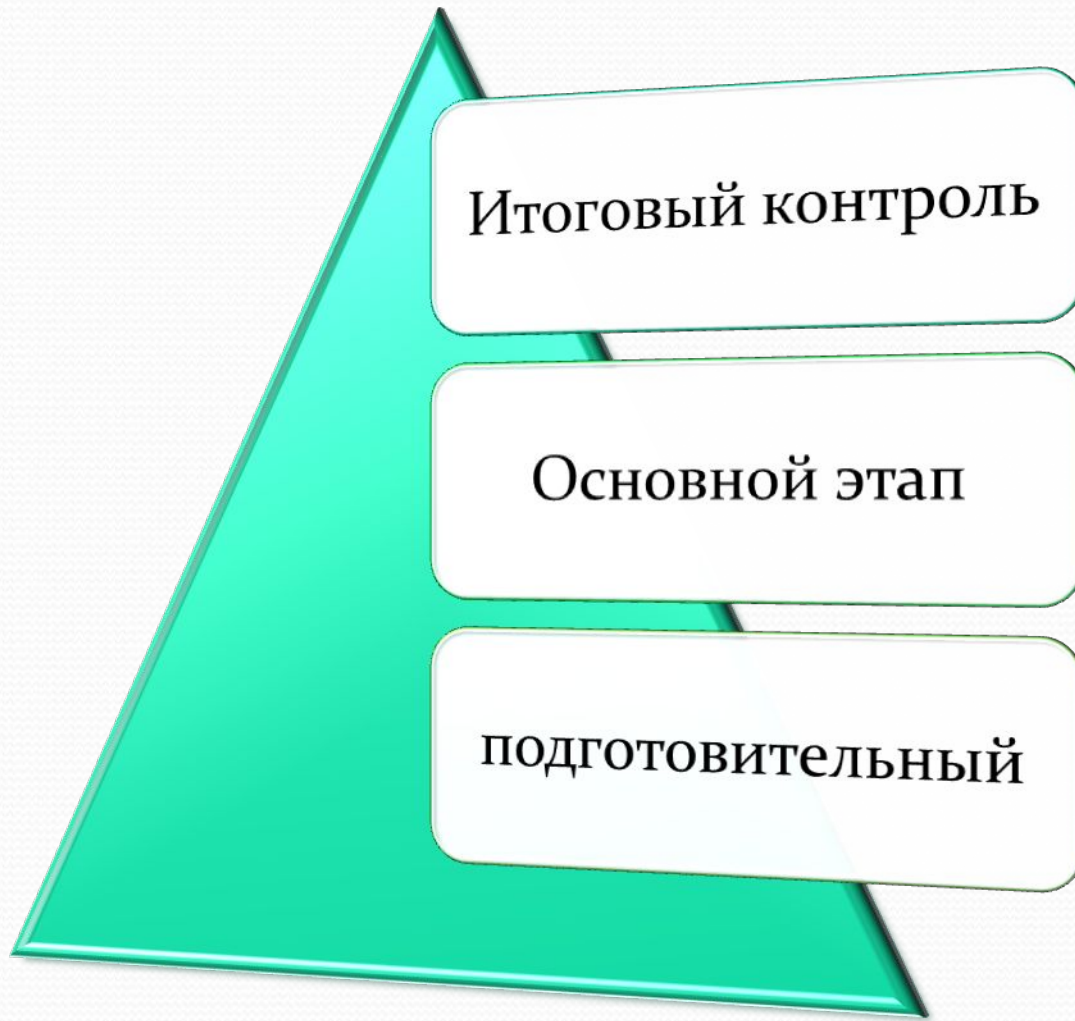 Итоговый контроль
Основной этап
подготовительный